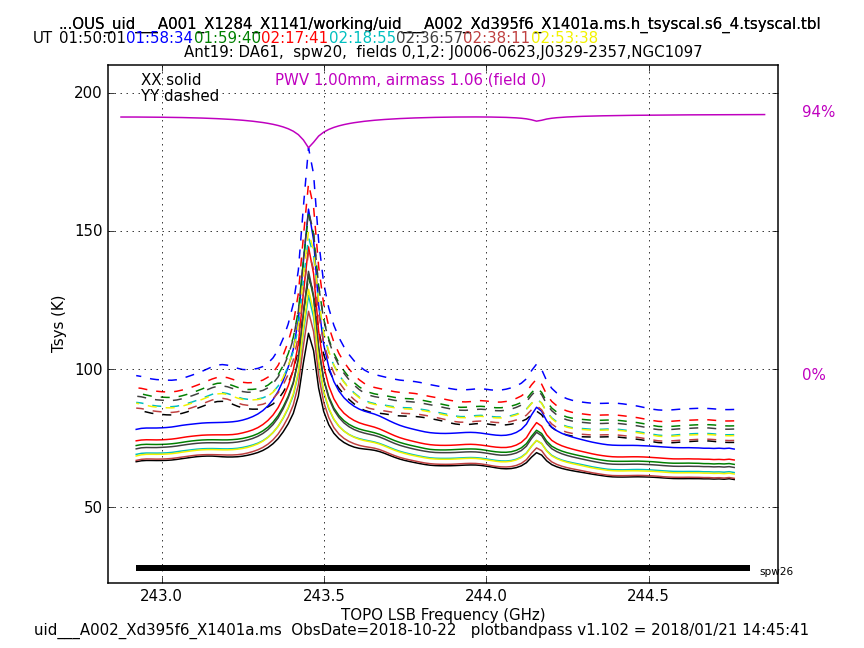 ...OUS_uid___A001_X1284_X1141/working/uid___A002_Xd395f6_X1401a.ms.h_tsyscal.s6_4.tsyscal.tbl
UT 01:50:01 01:58:34 01:59:40 02:17:41 02:18:55 02:36:57 02:38:11 02:53:38
Ant19: DA61, spw20, fields 0,1,2: J0006-0623,J0329-2357,NGC1097
XX solid
PWV 1.00mm, airmass 1.06 (field 0)
YY dashed
200
94%
150
Tsys (K)
100
0%
50
spw26
243.0 243.5 244.0 244.5
TOPO LSB Frequency (GHz)
uid___A002_Xd395f6_X1401a.ms ObsDate=2018-10-22 plotbandpass v1.102 = 2018/01/21 14:45:41